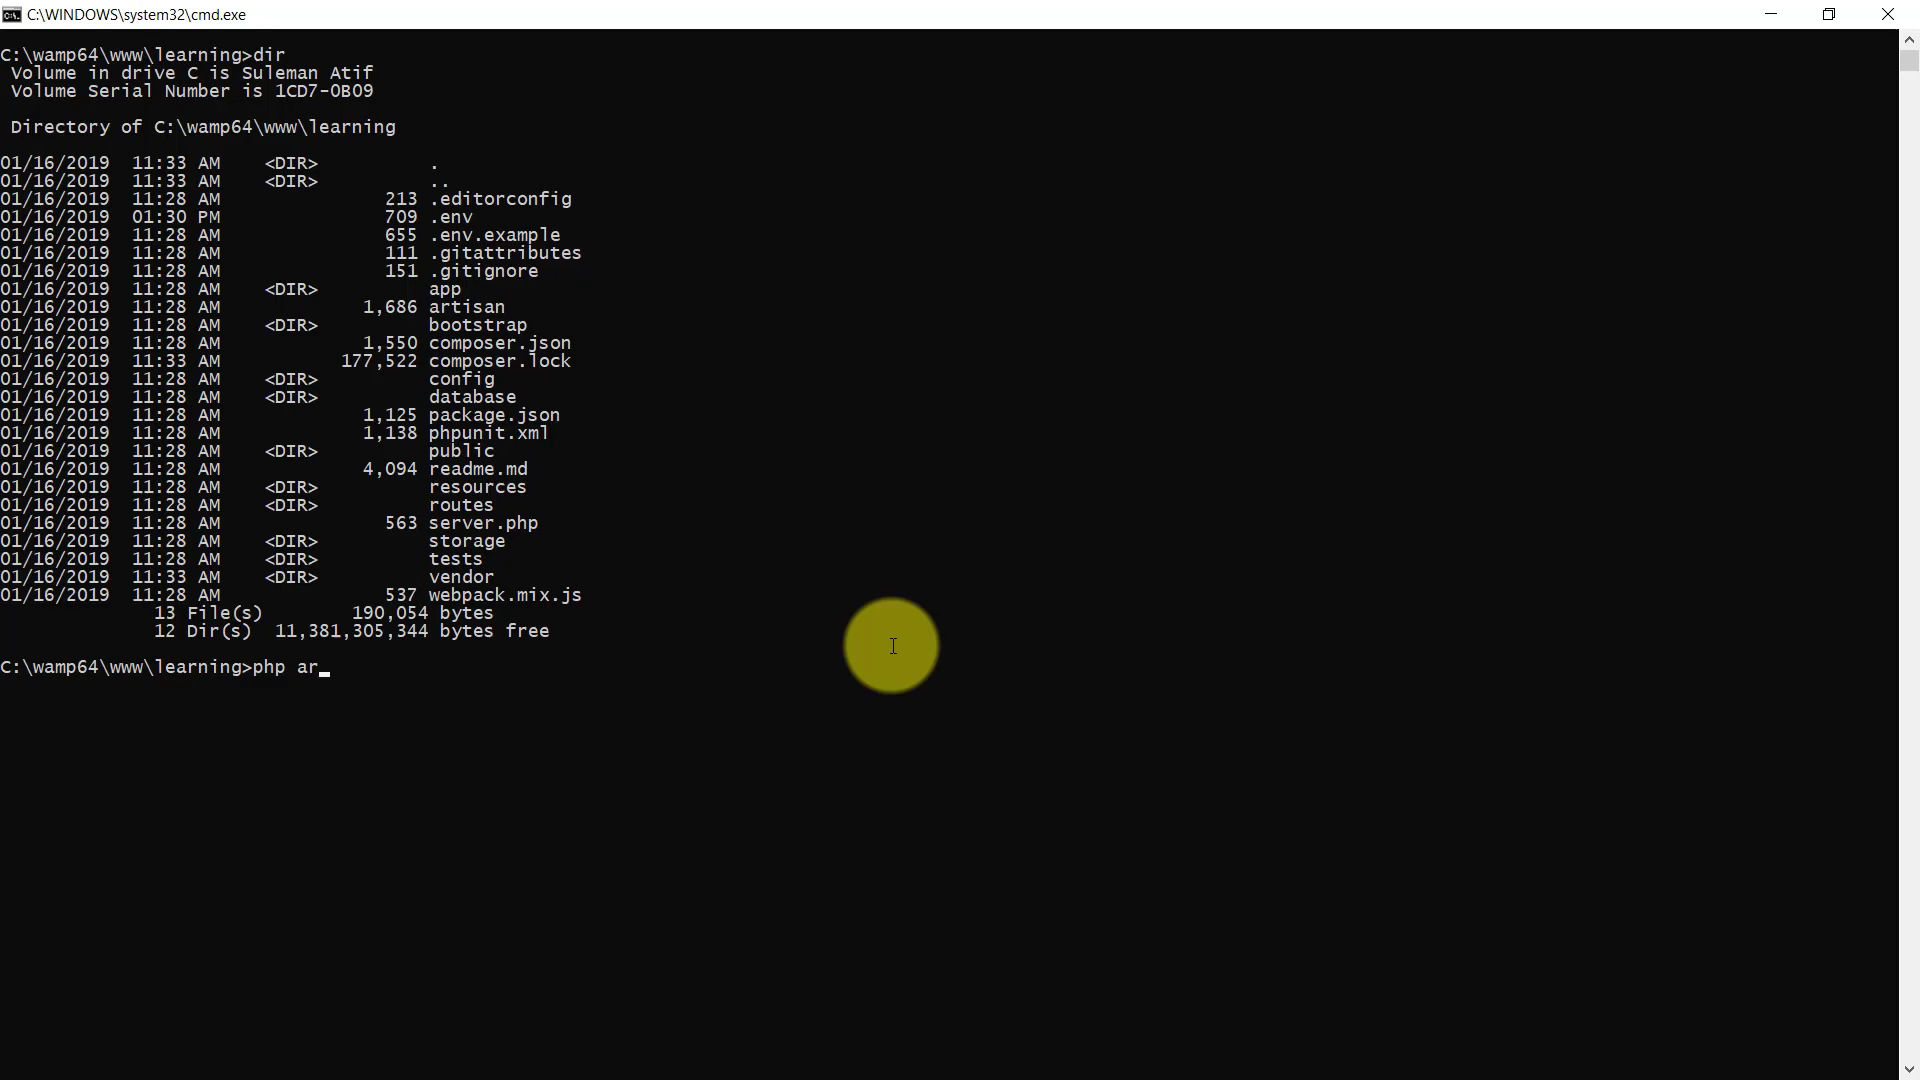 C:\WINDOWS\system32\cmd.exe
C:\wamp64\www\learning>dir
Volume in drive C is Suleman Atif
Volume Serial Number is 1CD7-0B09
Directory of C:\wamp64\www\learning
01/16/2019 11:33 AM <DIR> .
01/16/2019 11:33 AM <DIR> ..
01/16/2019 11:28 AM 213 .editorconfig
01/16/2019 01:30 PM 709 .env
01/16/2019 11:28 AM 655 .env.example
01/16/2019 11:28 AM 111 .gitattributes
01/16/2019 11:28 AM 151 .gitignore
01/16/2019 11:28 AM <DIR> app
01/16/2019 11:28 AM 1,686 artisan
01/16/2019 11:28 AM <DIR> bootstrap
01/16/2019 11:28 AM 1,550 composer.json
01/16/2019 11:33 AM 177,522 composer.lock
01/16/2019 11:28 AM <DIR> config
01/16/2019 11:28 AM <DIR> database
01/16/2019 11:28 AM 1,125 package.json
01/16/2019 11:28 AM 1,138 phpunit.xml
01/16/2019 11:28 AM <DIR> public
01/16/2019 11:28 AM 4,094 readme.md
01/16/2019 11:28 AM <DIR> resources
01/16/2019 11:28 AM <DIR> routes
01/16/2019 11:28 AM 563 server.php
01/16/2019 11:28 AM <DIR> storage
01/16/2019 11:28 AM <DIR> tests
01/16/2019 11:33 AM <DIR> vendor
01/16/2019 11:28 AM 537 webpack.mix.js
13 File(s) 190,054 bytes
12 Dir(s) 11,381,305,344 bytes free
C:\wamp64\www\learning>php ar